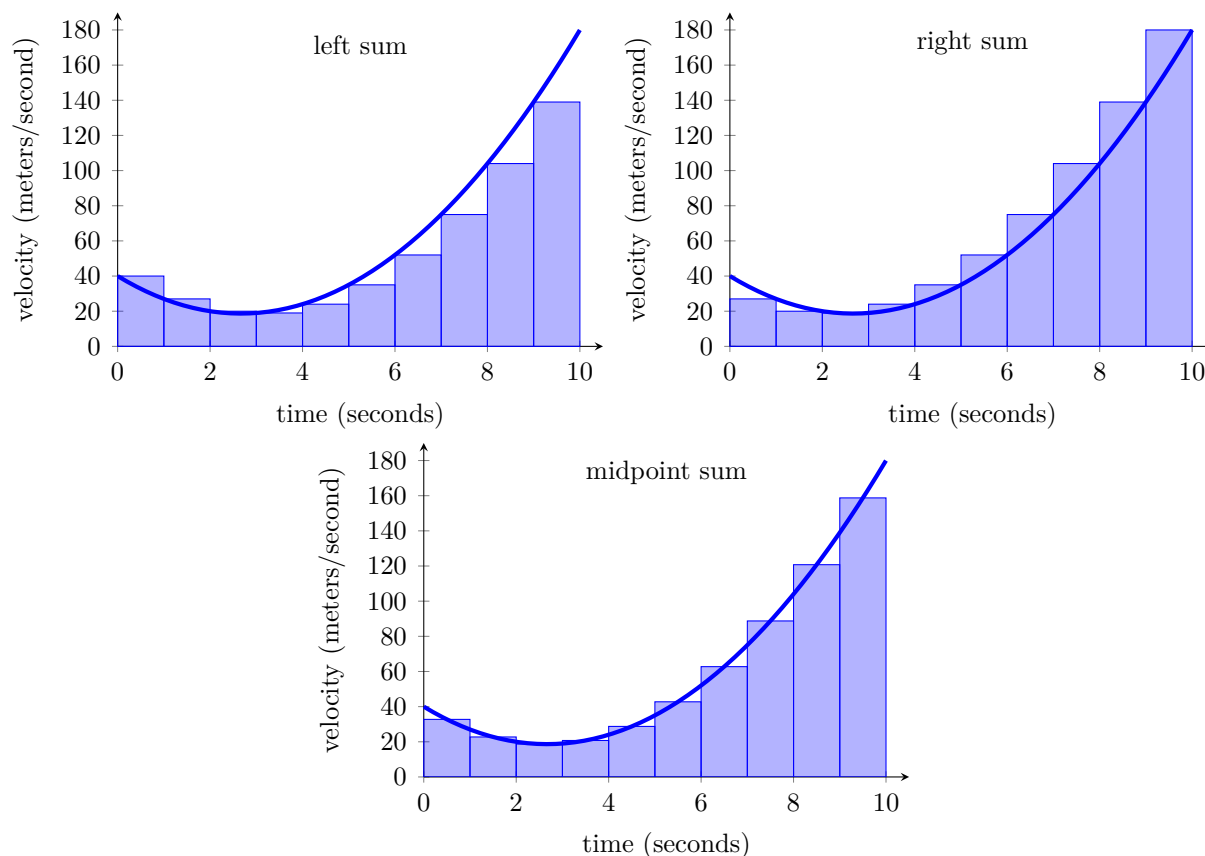 left sum
velocity (meters/second)
180
160
140
120
100
80
60
40
20
0
0 2 4 6 8 10
time (seconds)
right sum
velocity (meters/second)
180
160
140
120
100
80
60
40
20
0
0 2 4 6 8 10
time (seconds)
midpoint sum
velocity (meters/second)
180
160
140
120
100
80
60
40
20
0
0 2 4 6 8 10
time (seconds)